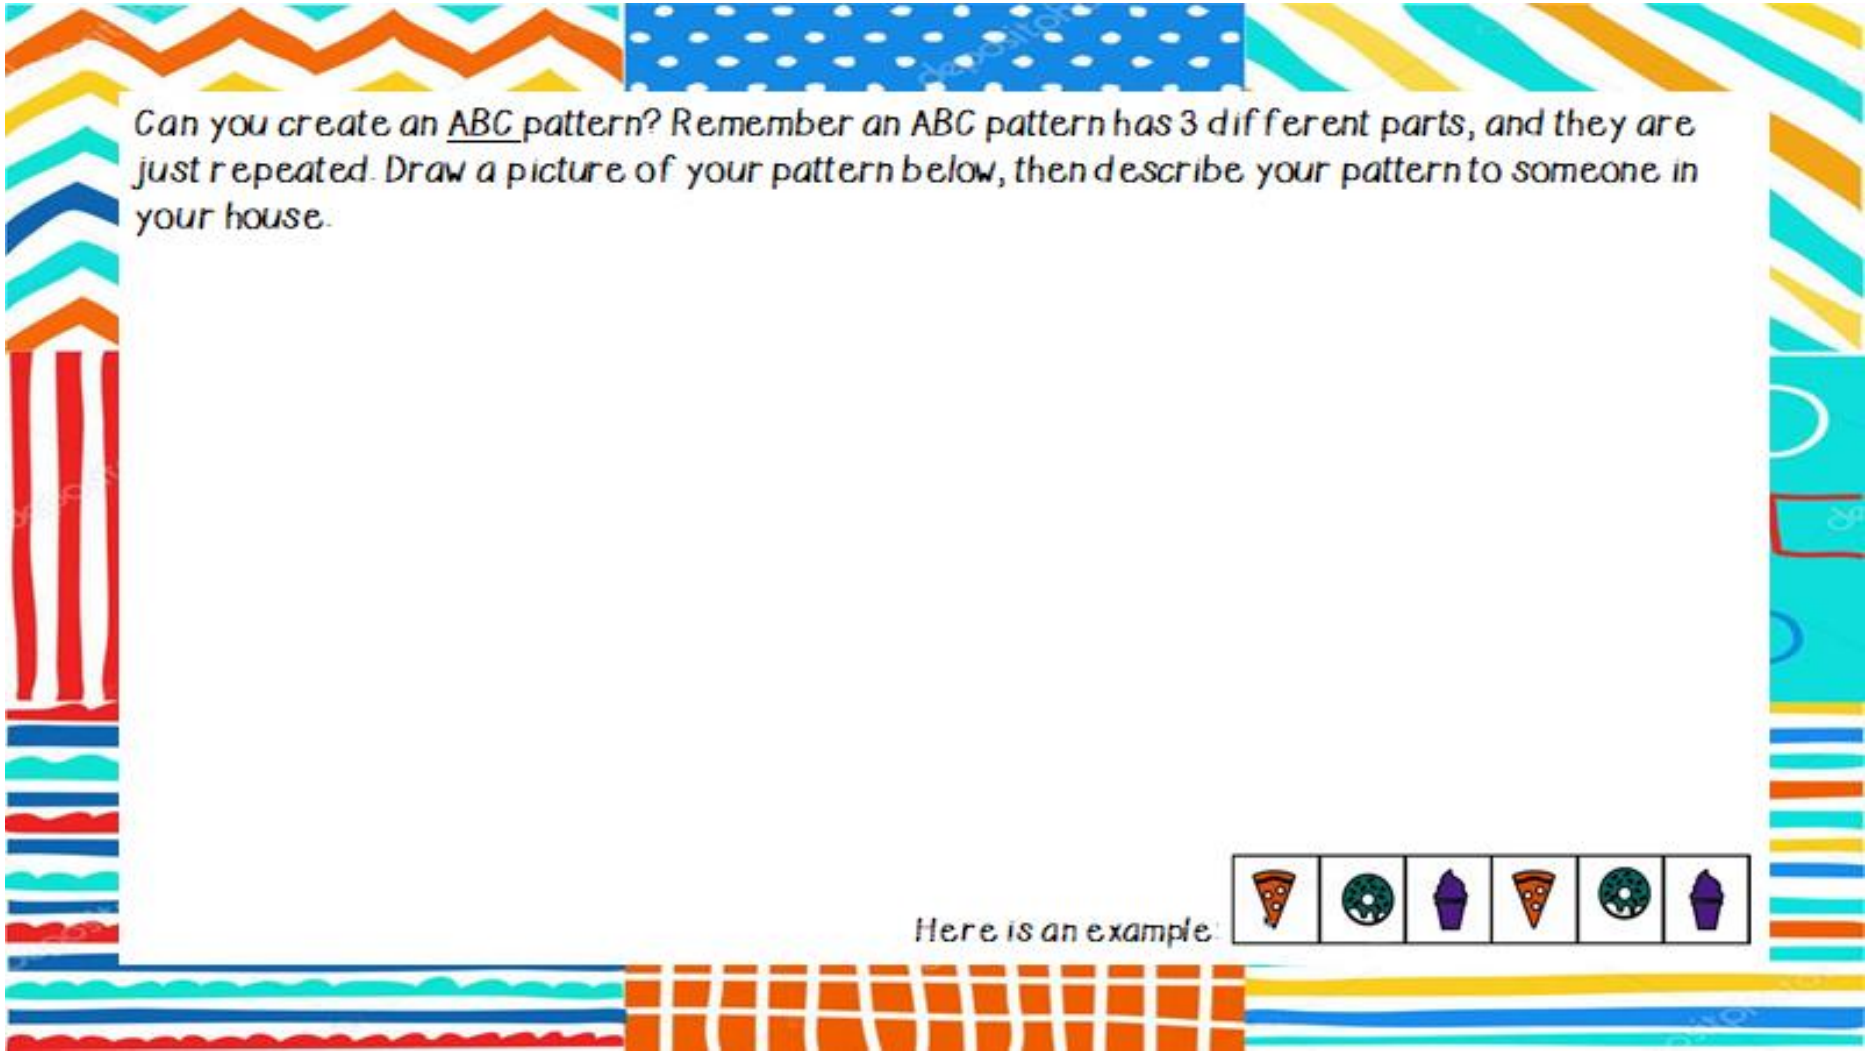 Can you create an ABC pattern? Remember an ABC pattern has 3 different parts, and they are
just repeated. Draw a picture of your pattern below, then describe your pattern to someone in
your house.
Here is an example: